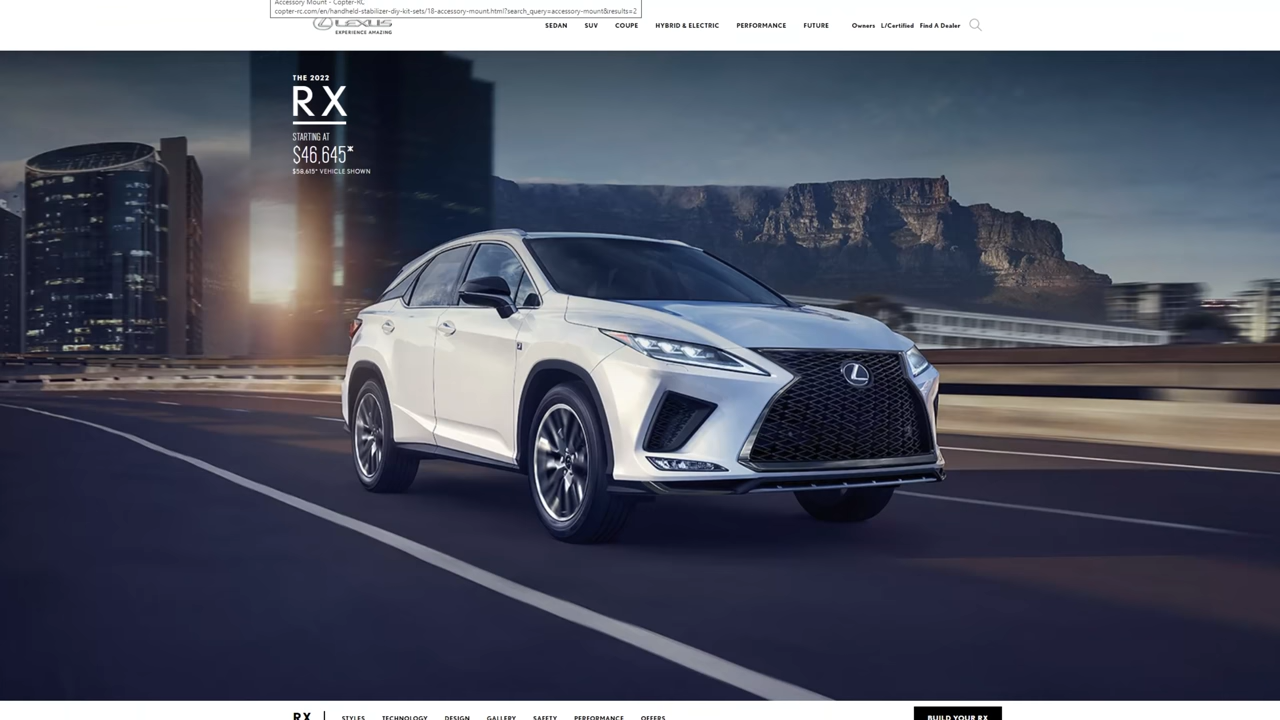 Accessory Mount - Copter-RC
copter-rc.com/en/handheld-stabilizer-diy-kit-sets/18-accessory-mount.html?search_query=accessory-mount&results=2
LEXUS
EXPERIENCE AMAZING
SEDAN SUV COUPE HYBRID & ELECTRIC PERFORMANCE FUTURE Owners L/Certified Find A Dealer
THE 2022
RX
STARTING AT
$46,645*
$58,615* VEHICLE SHOWN
RX STYLES TECHNOLOGY DESIGN GALLERY SAFETY PERFORMANCE OFFERS BUILD YOUR RX